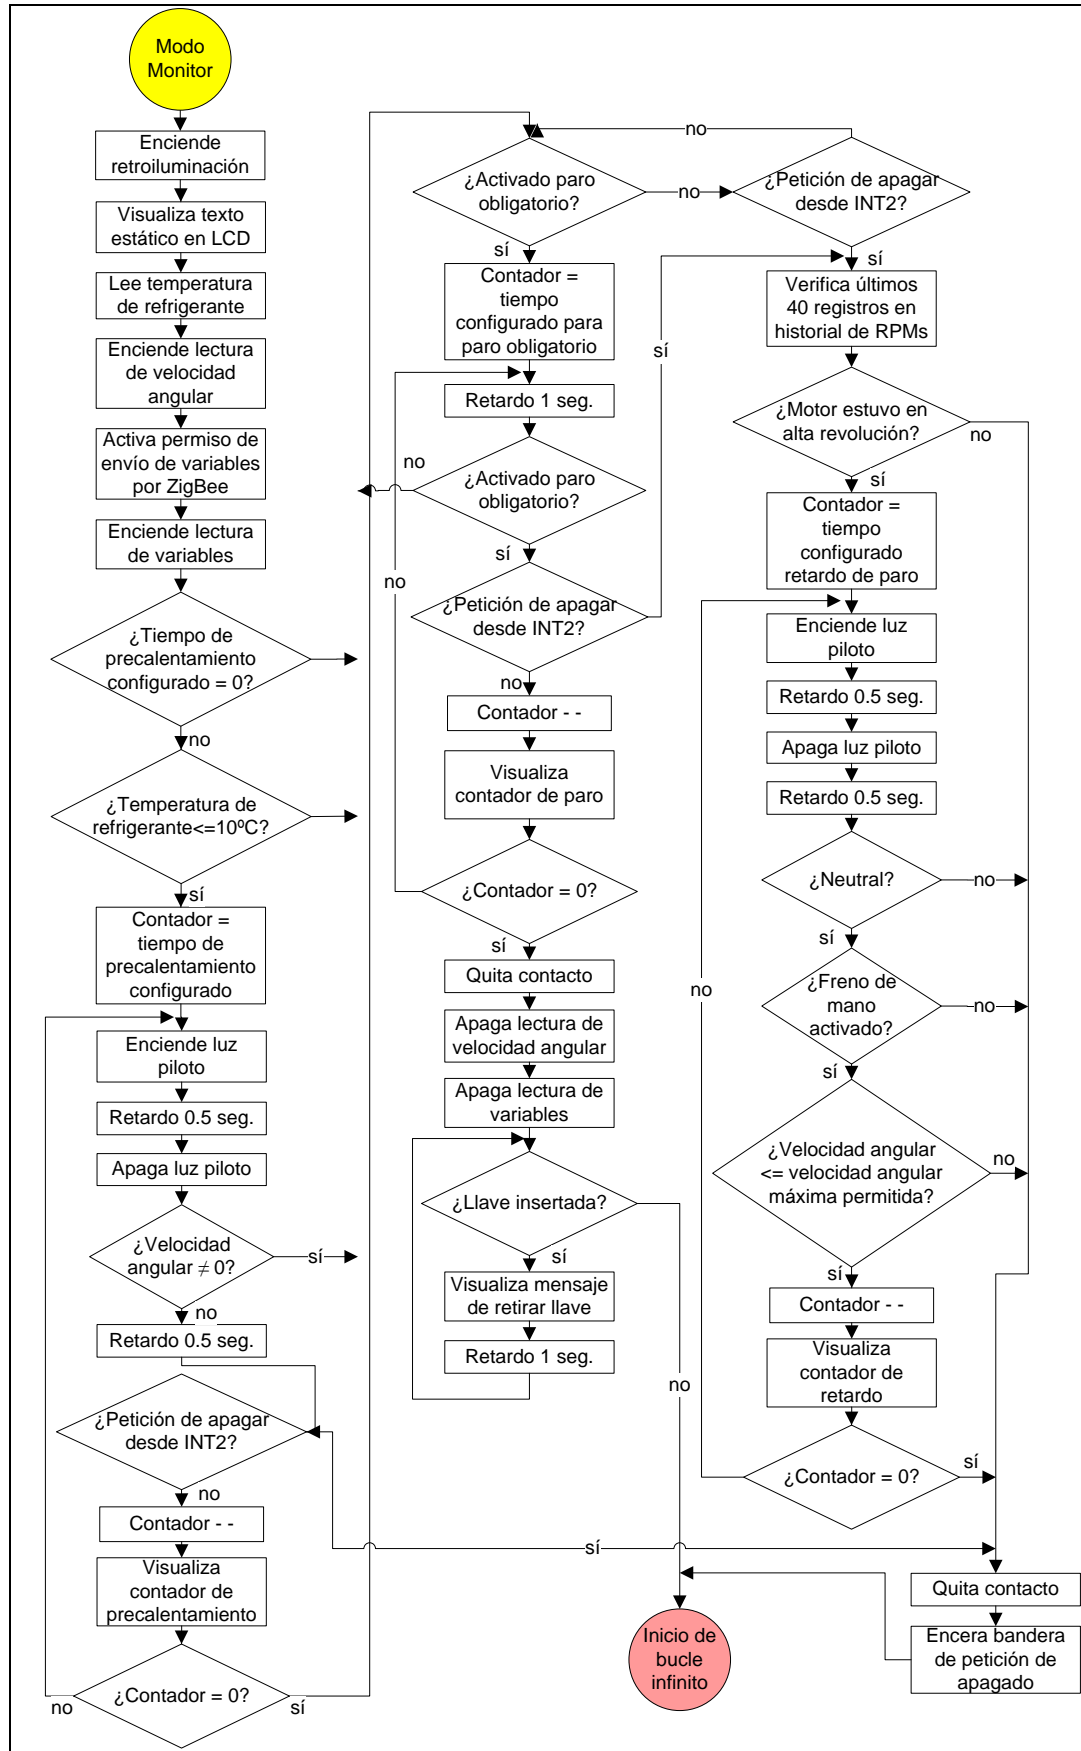 Modo
Monitor
Enciende
retroiluminación
Visualiza texto
estático en LCD
Lee temperatura
de refrigerante
Enciende lectura
de velocidad
angular
Activa permiso de
envío de variables
por ZigBee
Enciende lectura
de variables
¿Tiempo de
precalentamiento
configurado = 0?
no
¿Temperatura de
refrigerante<=10ºC?
sí
Contador =
tiempo de
precalentamiento
configurado
Enciende luz
piloto
Retardo 0.5 seg.
Apaga luz piloto
¿Velocidad
angular ≠ 0?
sí
no
Retardo 0.5 seg.
¿Petición de apagar
desde INT2?
no
sí
Contador - -
Visualiza
contador de
precalentamiento
¿Contador = 0?
no
sí
¿Activado paro
obligatorio?
no
sí
Contador =
tiempo
configurado para
paro obligatorio
Retardo 1 seg.
¿Activado paro
obligatorio?
no
sí
¿Petición de apagar
desde INT2?
sí
no
Contador - -
Visualiza
contador de paro
¿Contador = 0?
no
sí
Quita contacto
Apaga lectura de
velocidad angular
Apaga lectura de
variables
¿Llave insertada?
sí
no
Visualiza mensaje
de retirar llave
Retardo 1 seg.
Inicio de
bucle
infinito
no
¿Petición de apagar
desde INT2?
sí
Verifica últimos
40 registros en
historial de RPMs
¿Motor estuvo en
alta revolución?
no
sí
Contador =
tiempo
configurado
retardo de paro
Enciende luz
piloto
Retardo 0.5 seg.
Apaga luz piloto
Retardo 0.5 seg.
¿Neutral?
no
sí
¿Freno de
mano
activado?
no
sí
¿Velocidad angular
<= velocidad angular
máxima permitida?
no
sí
Contador - -
Visualiza
contador de
retardo
¿Contador = 0?
no
sí
Quita contacto
Encera bandera
de petición de
apagado